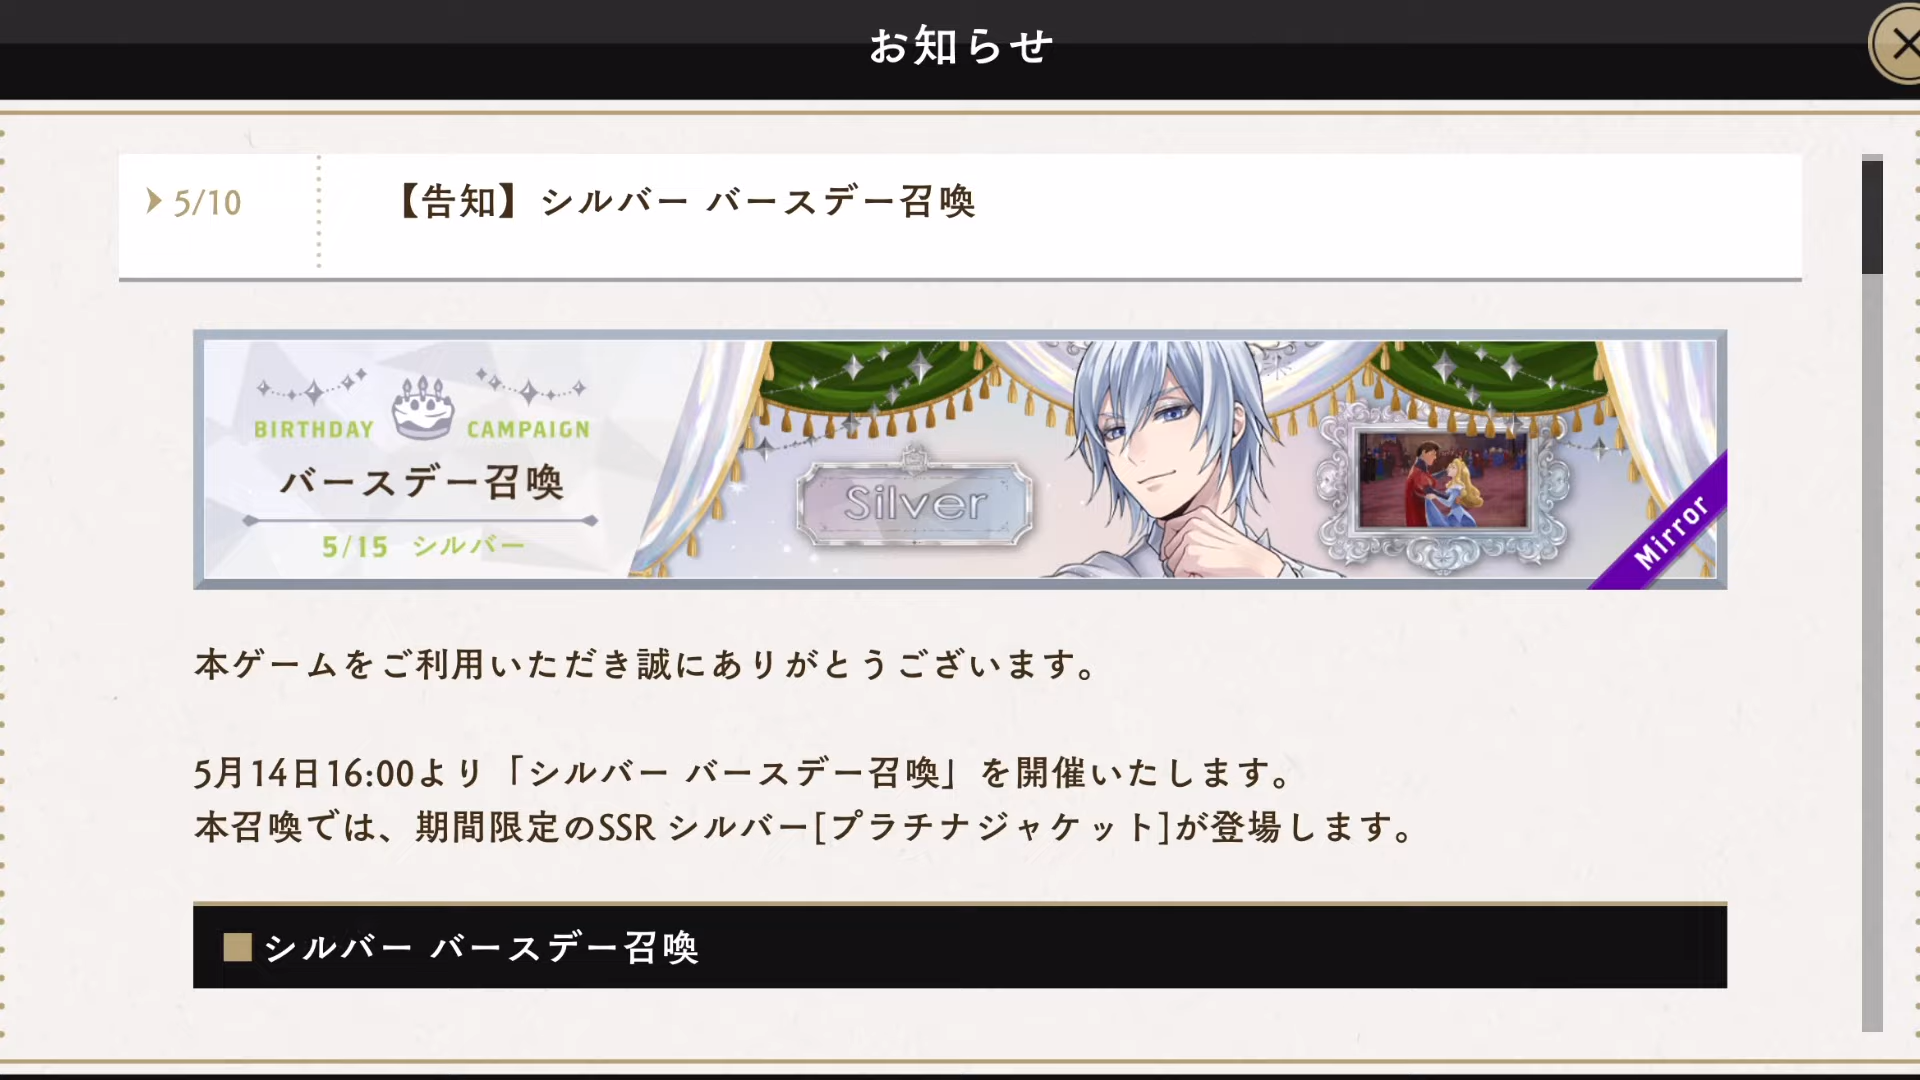 お知らせ
5/10
【告知】シルバー バースデー召喚
BIRTHDAY CAMPAIGN
バースデー召喚
5/15 シルバー
Silver
Mirror
本ゲームをご利用いただき誠にありがとうございます。
5月14日16:00より「シルバー バースデー召喚」を開催いたします。
本召喚では、期間限定のSSR シルバー[プラチナジャケット]が登場します。
■シルバー バースデー召喚